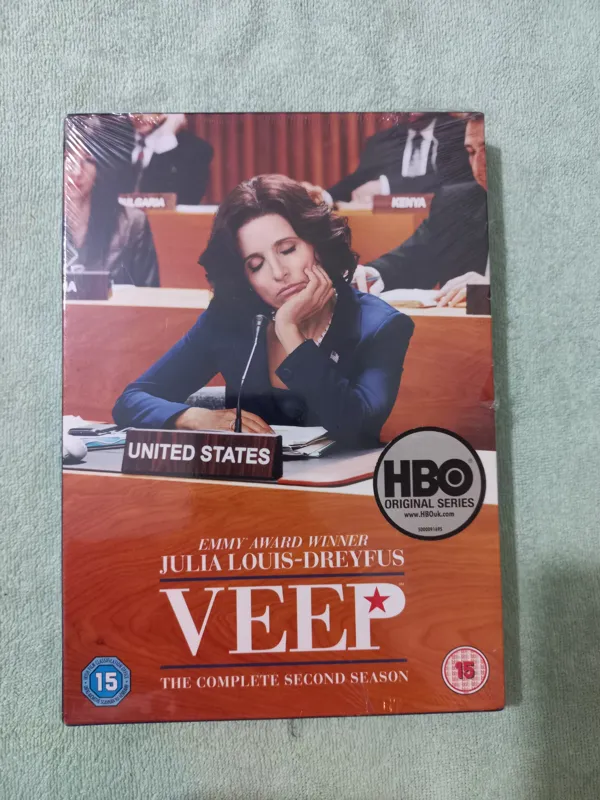 BULGARIA
KENYA
UNITED STATES
HBO
ORIGINAL SERIES
www.HBOuk.com
EMMY® AWARD WINNER
JULIA LOUIS-DREYFUS
VEEP
THE COMPLETE SECOND SEASON
15
15